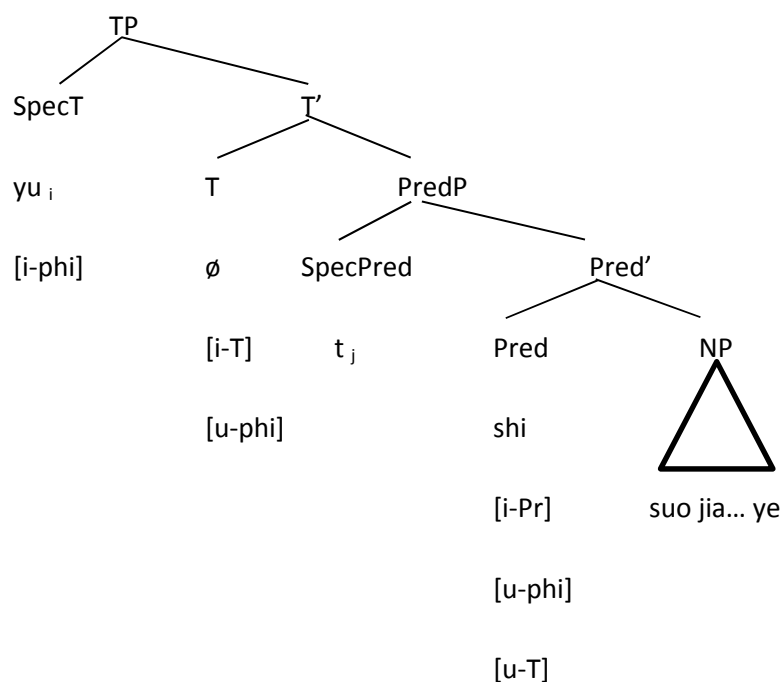 TP
SpecT T’
yu i T PredP
[i-phi] ø SpecPred Pred’
[i-T] t j Pred NP
[u-phi] shi
[i-Pr] suo jia… ye
[u-phi]
[u-T]